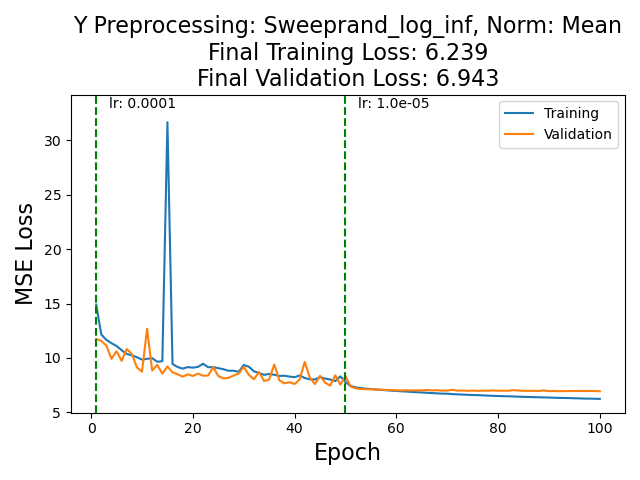 Y Preprocessing: Sweeprand_log_inf, Norm: Mean
Final Training Loss: 6.239
Final Validation Loss: 6.943
lr: 0.0001
lr: 1.0e-05
Training
Validation
30
25
20
15
10
5
MSE Loss
0
20
40
60
80
100
Epoch